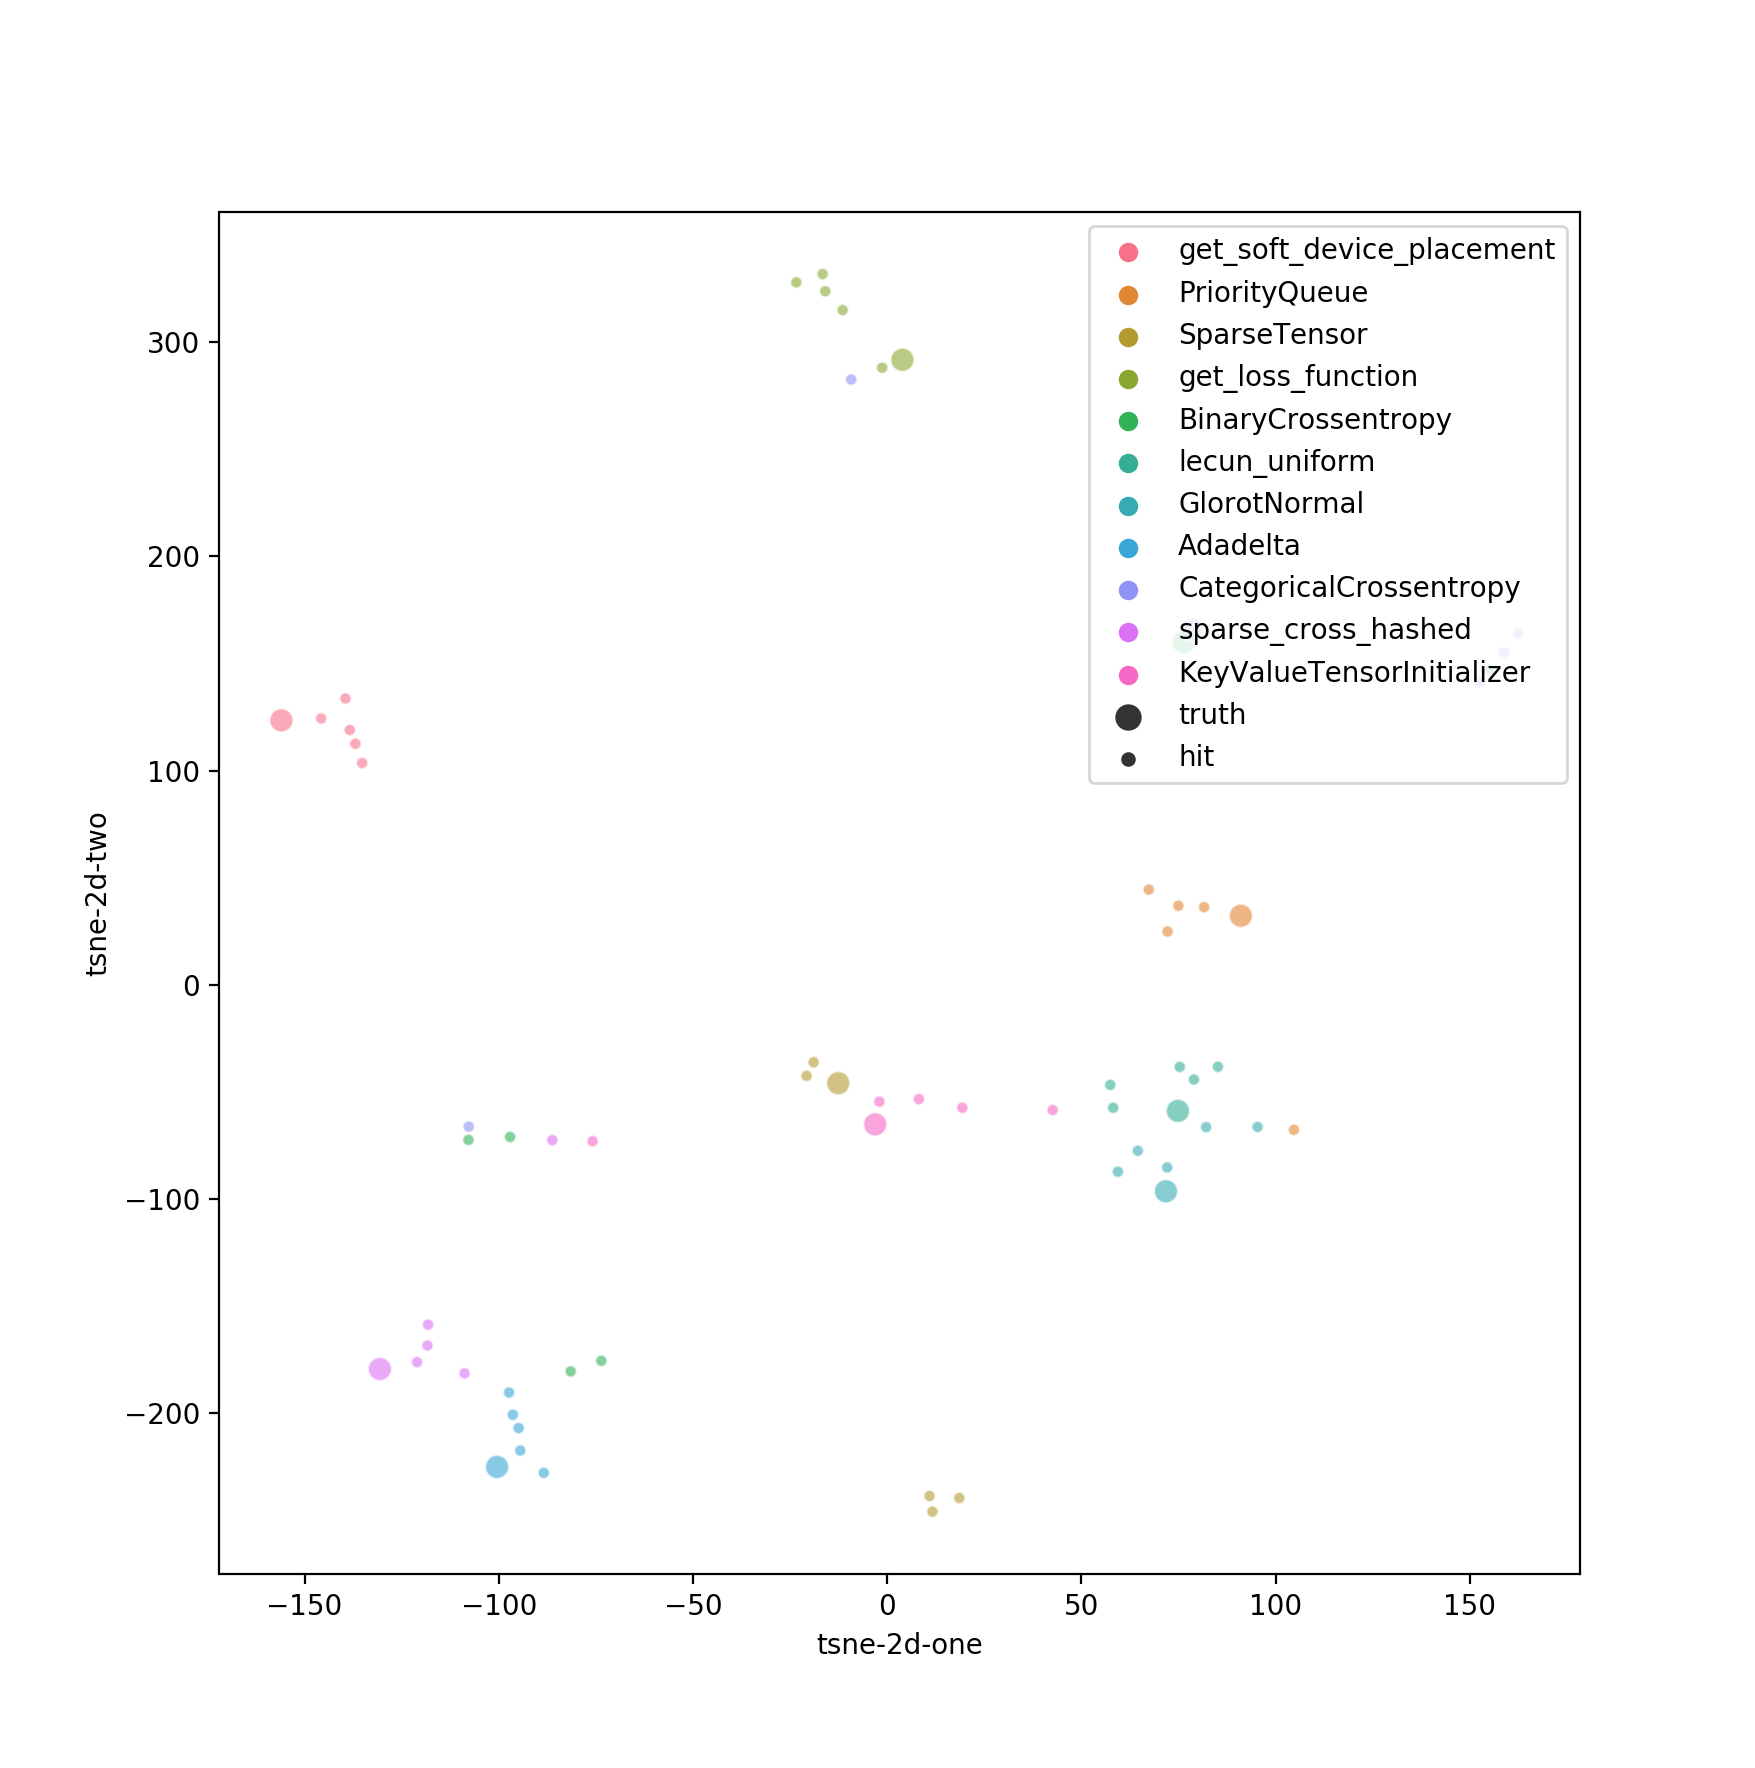 get_soft_device_placement
PriorityQueue
SparseTensor
get_loss_function
BinaryCrossentropy
lecun_uniform
GlorotNormal
Adadelta
CategoricalCrossentropy
sparse_cross_hashed
KeyValueTensorInitializer
truth
hit
300
200
100
0
−100
−200
tsne-2d-two
−150
−100
−50
0
50
100
150
tsne-2d-one